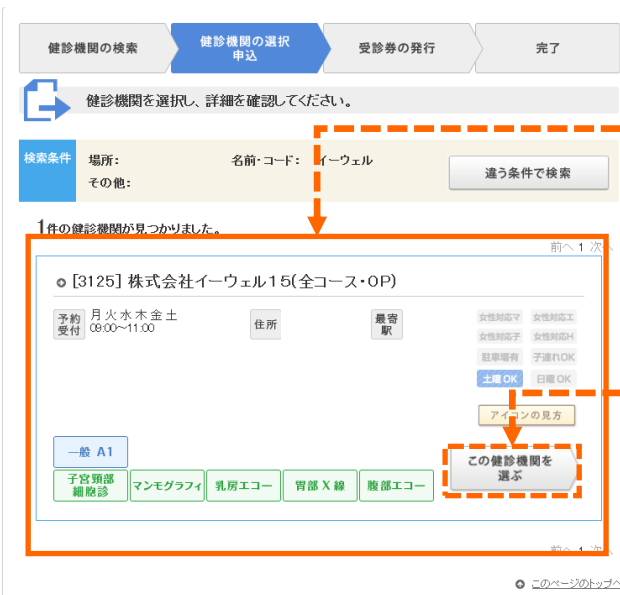 健診機関の検索
健診機関の選択
申込
受診券の発行
完了
健診機関を選択し、詳細を確認してください。
検索条件
場所:
名前・コード: イーウェル
その他:
違う条件で検索
1件の健診機関が見つかりました。
前へ 1 次へ
[3125] 株式会社イーウェル15(全コース・OP)
予約
受付
月火水木金土
09:00～11:00
住所
最寄
駅
女性対応マ 女性対応エ
女性対応子 女性対応H
駐車場有 子連れOK
土曜OK 日曜OK
アイコンの見方
一般 A1
子宮頸部
細胞診
マンモグラフィ
乳房エコー
胃部X線
腹部エコー
この健診機関を
選ぶ
前へ 1 次へ
このページのトップへ